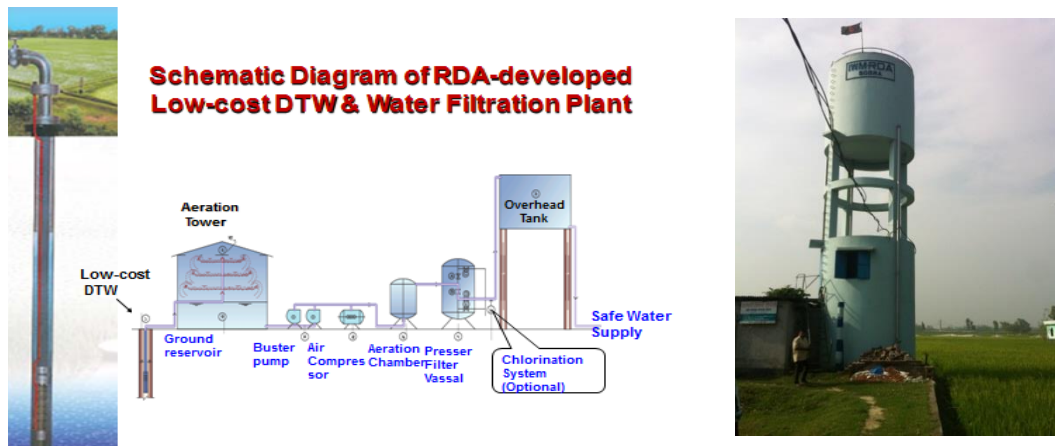 Schematic Diagram of RDA-developed
Low-cost DTW & Water Filtration Plant
Aeration
Tower
Overhead
Tank
Low-cost
DTW
Ground
reservoir
Buster
pump
Air
Compres
sor
Aeration
Chamber
Presser
Filter
Vassal
Chlorination
System
(Optional)
Safe Water
Supply
RDA